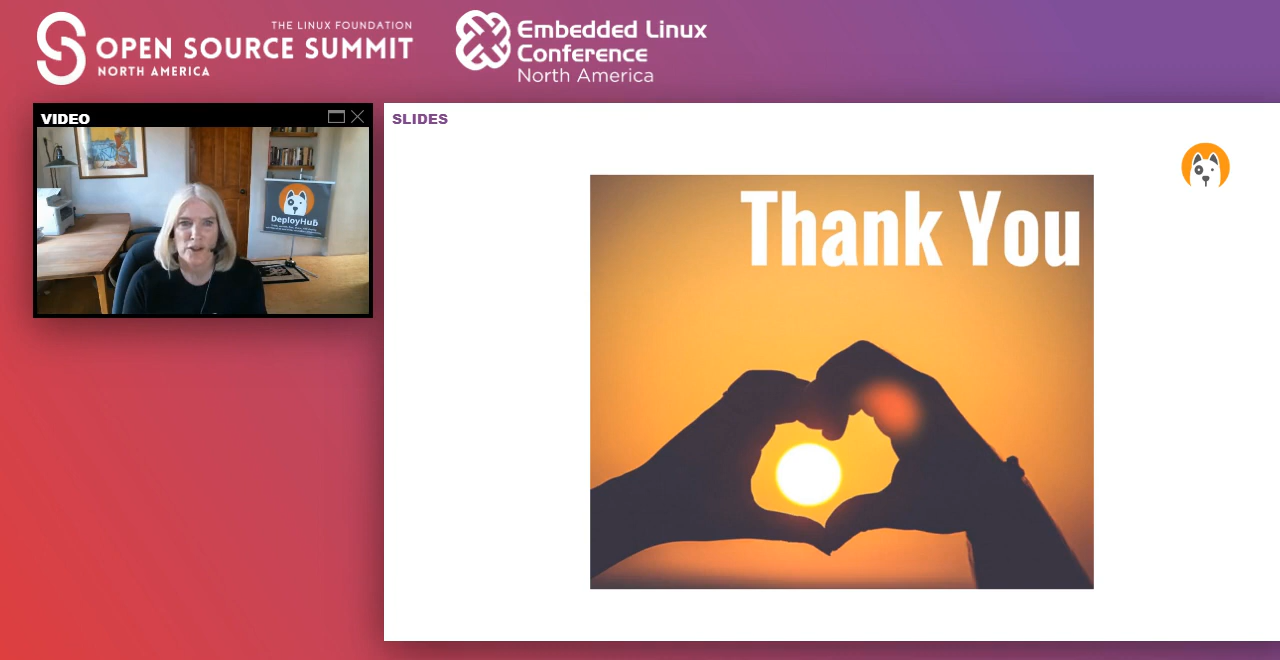 THE LINUX FOUNDATION
OPEN SOURCE SUMMIT
NORTH AMERICA
Embedded Linux
Conference
North America
VIDEO
DeployHub
SLIDES
Thank You